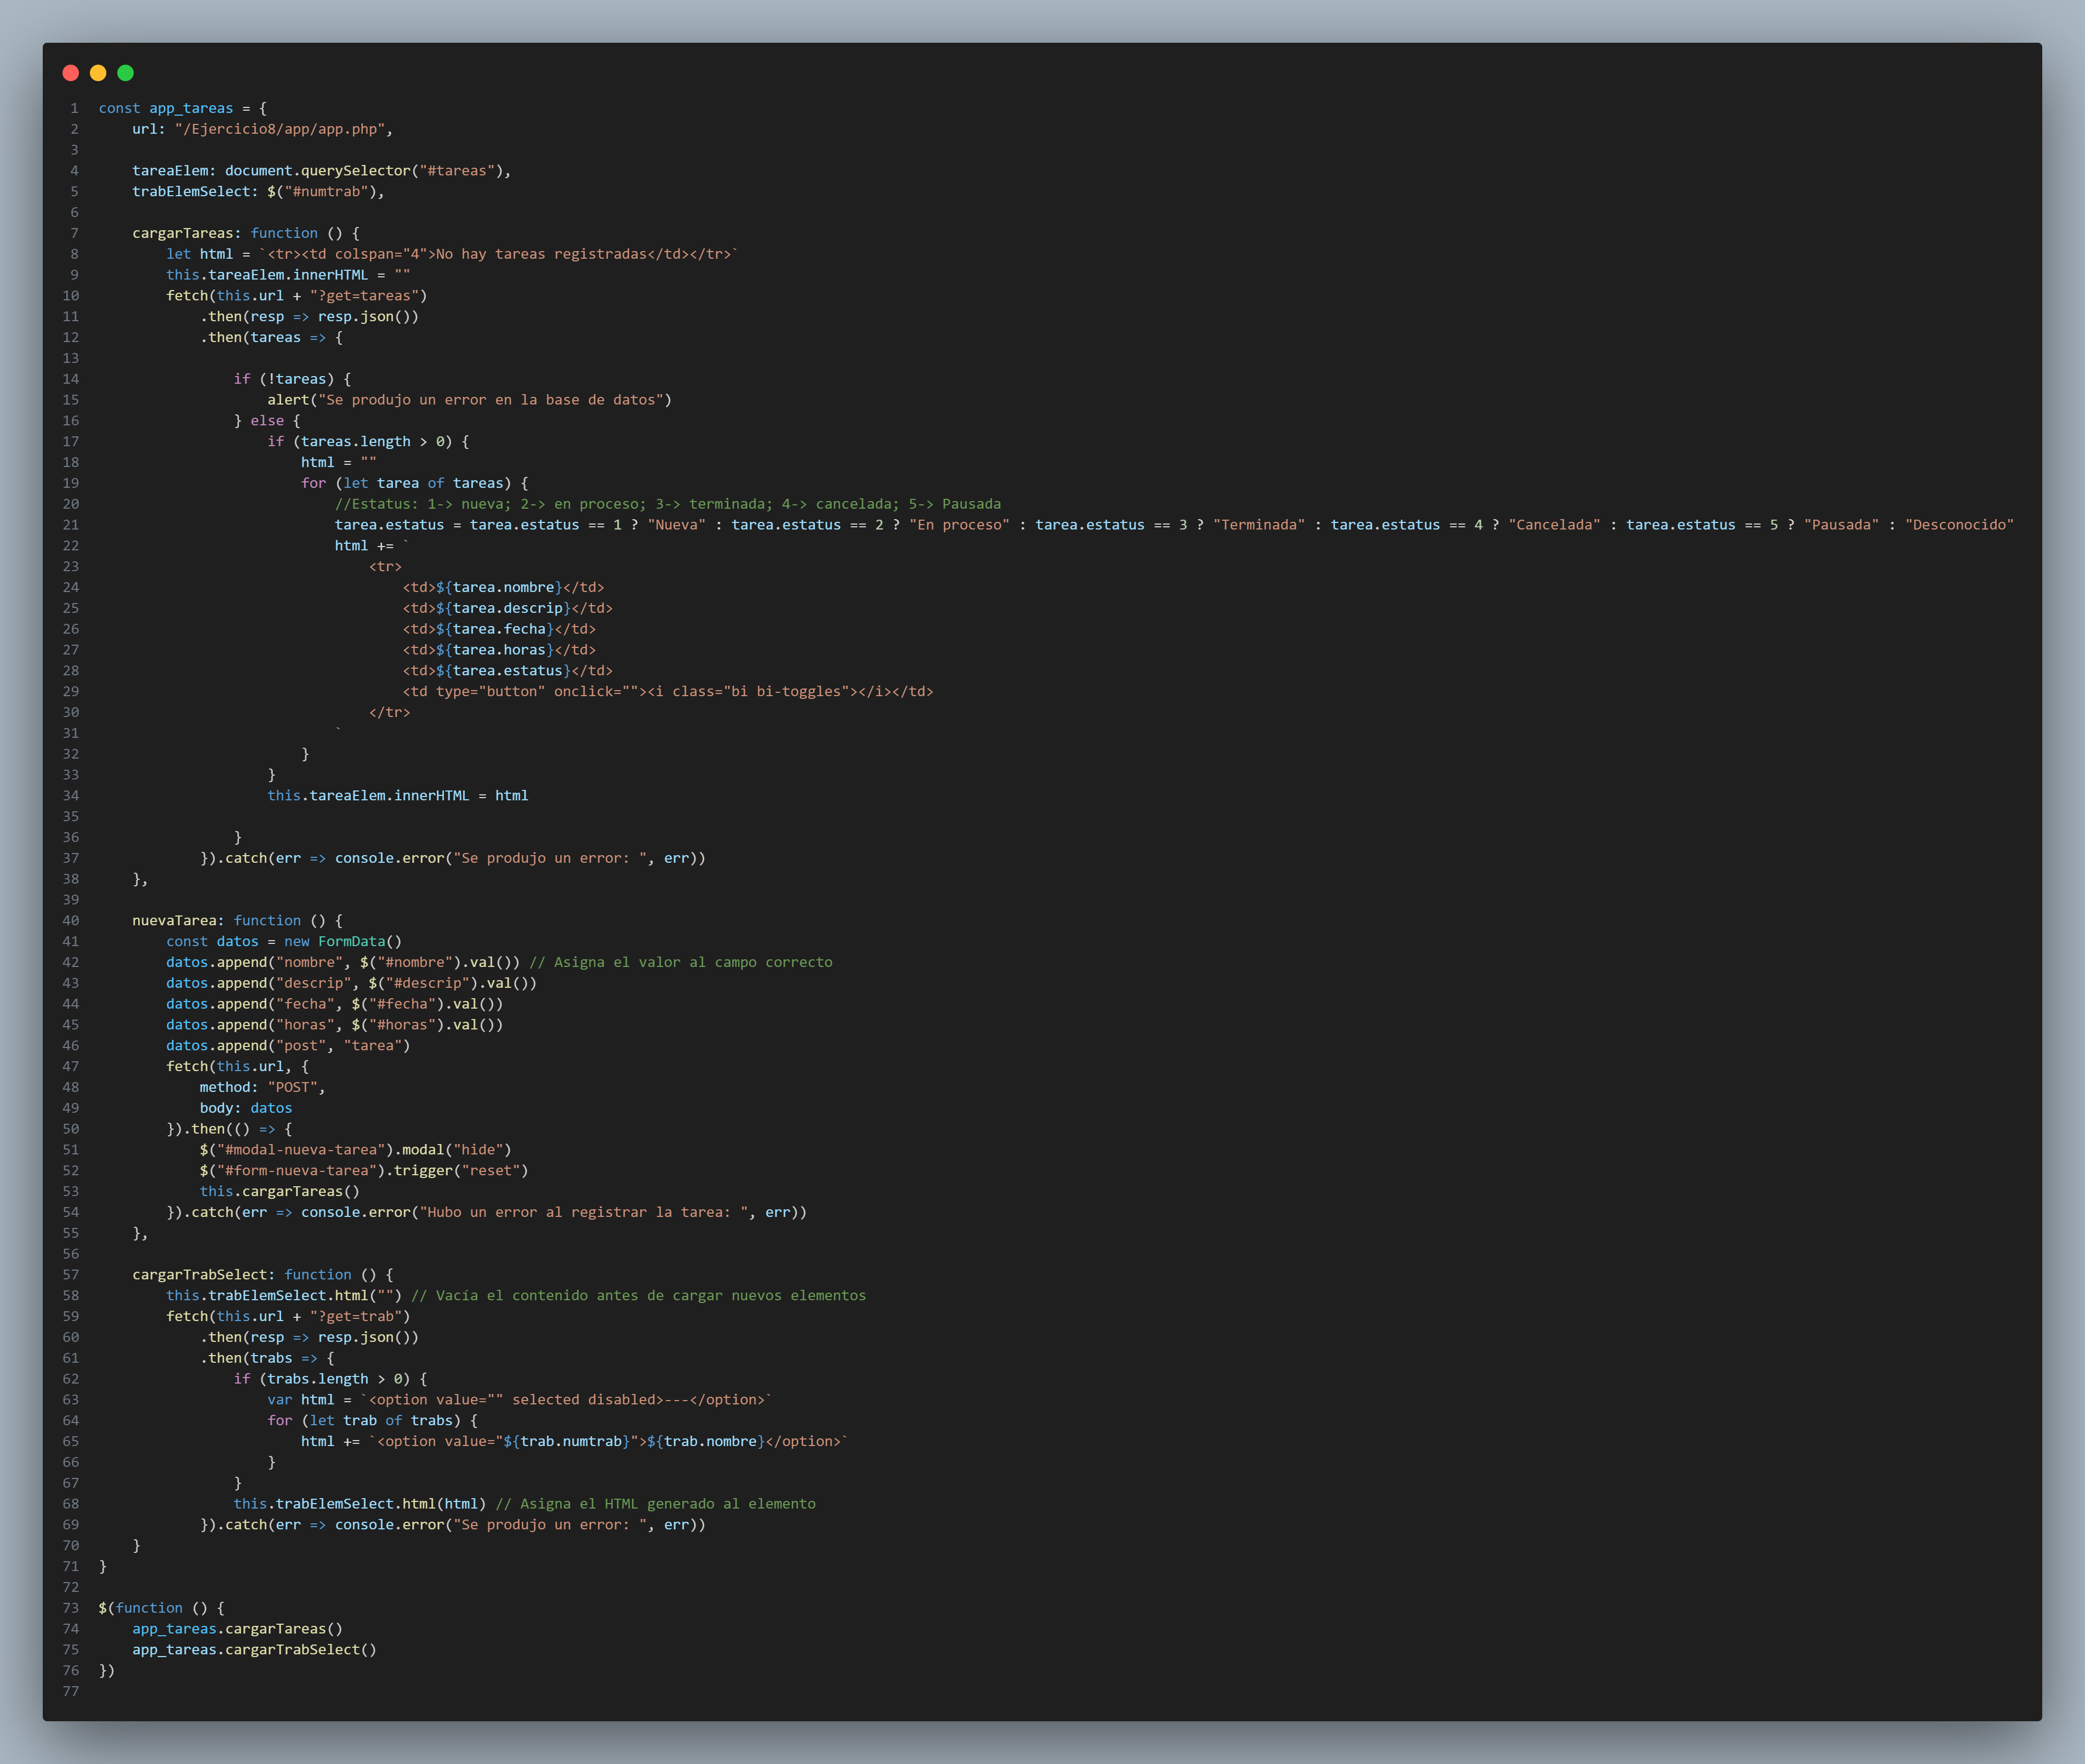 1 const app_tareas = {
2     url: "/Ejercicio8/app/app.php",
3
4     tareaElem: document.querySelector("#tareas"),
5     trabElemSelect: $("#numtrab"),
6
7     cargarTareas: function () {
8         let html = `<tr><td colspan="4">No hay tareas registradas</td></tr>`
9         this.tareaElem.innerHTML = ""
10         fetch(this.url + "?get=tareas")
11             .then(resp => resp.json())
12             .then(tareas => {
13
14                 if (!tareas) {
15                     alert("Se produjo un error en la base de datos")
16                 } else {
17                     if (tareas.length > 0) {
18                         html = ""
19                         for (let tarea of tareas) {
20                             //Estatus: 1-> nueva; 2-> en proceso; 3-> terminada; 4-> cancelada; 5-> Pausada
21                             tarea.estatus = tarea.estatus == 1 ? "Nueva" : tarea.estatus == 2 ? "En proceso" : tarea.estatus == 3 ? "Terminada" : tarea.estatus == 4 ? "Cancelada" : tarea.estatus == 5 ? "Pausada" : "Desconocido"
22                             html += `
23                                 <tr>
24                                     <td>${tarea.nombre}</td>
25                                     <td>${tarea.descrip}</td>
26                                     <td>${tarea.fecha}</td>
27                                     <td>${tarea.horas}</td>
28                                     <td>${tarea.estatus}</td>
29                                     <td type="button" onclick=""><i class="bi bi-toggles"></i></td>
30                                 </tr>
31                             `
32                         }
33                     }
34                     this.tareaElem.innerHTML = html
35
36                 }
37             }).catch(err => console.error("Se produjo un error: ", err))
38     },
39
40     nuevaTarea: function () {
41         const datos = new FormData()
42         datos.append("nombre", $("#nombre").val()) // Asigna el valor al campo correcto
43         datos.append("descrip", $("#descrip").val())
44         datos.append("fecha", $("#fecha").val())
45         datos.append("horas", $("#horas").val())
46         datos.append("post", "tarea")
47         fetch(this.url, {
48             method: "POST",
49             body: datos
50         }).then(() => {
51             $("#modal-nueva-tarea").modal("hide")
52             $("#form-nueva-tarea").trigger("reset")
53             this.cargarTareas()
54         }).catch(err => console.error("Hubo un error al registrar la tarea: ", err))
55     },
56
57     cargarTrabSelect: function () {
58         this.trabElemSelect.html("") // Vacía el contenido antes de cargar nuevos elementos
59         fetch(this.url + "?get=trab")
60             .then(resp => resp.json())
61             .then(trabs => {
62                 if (trabs.length > 0) {
63                     var html = `<option value="" selected disabled>---</option>`
64                     for (let trab of trabs) {
65                         html += `<option value="${trab.numtrab}">${trab.nombre}</option>`
66                     }
67                 }
68                 this.trabElemSelect.html(html) // Asigna el HTML generado al elemento
69             }).catch(err => console.error("Se produjo un error: ", err))
70     }
71 }
72
73 $(function () {
74     app_tareas.cargarTareas()
75     app_tareas.cargarTrabSelect()
76 })
77